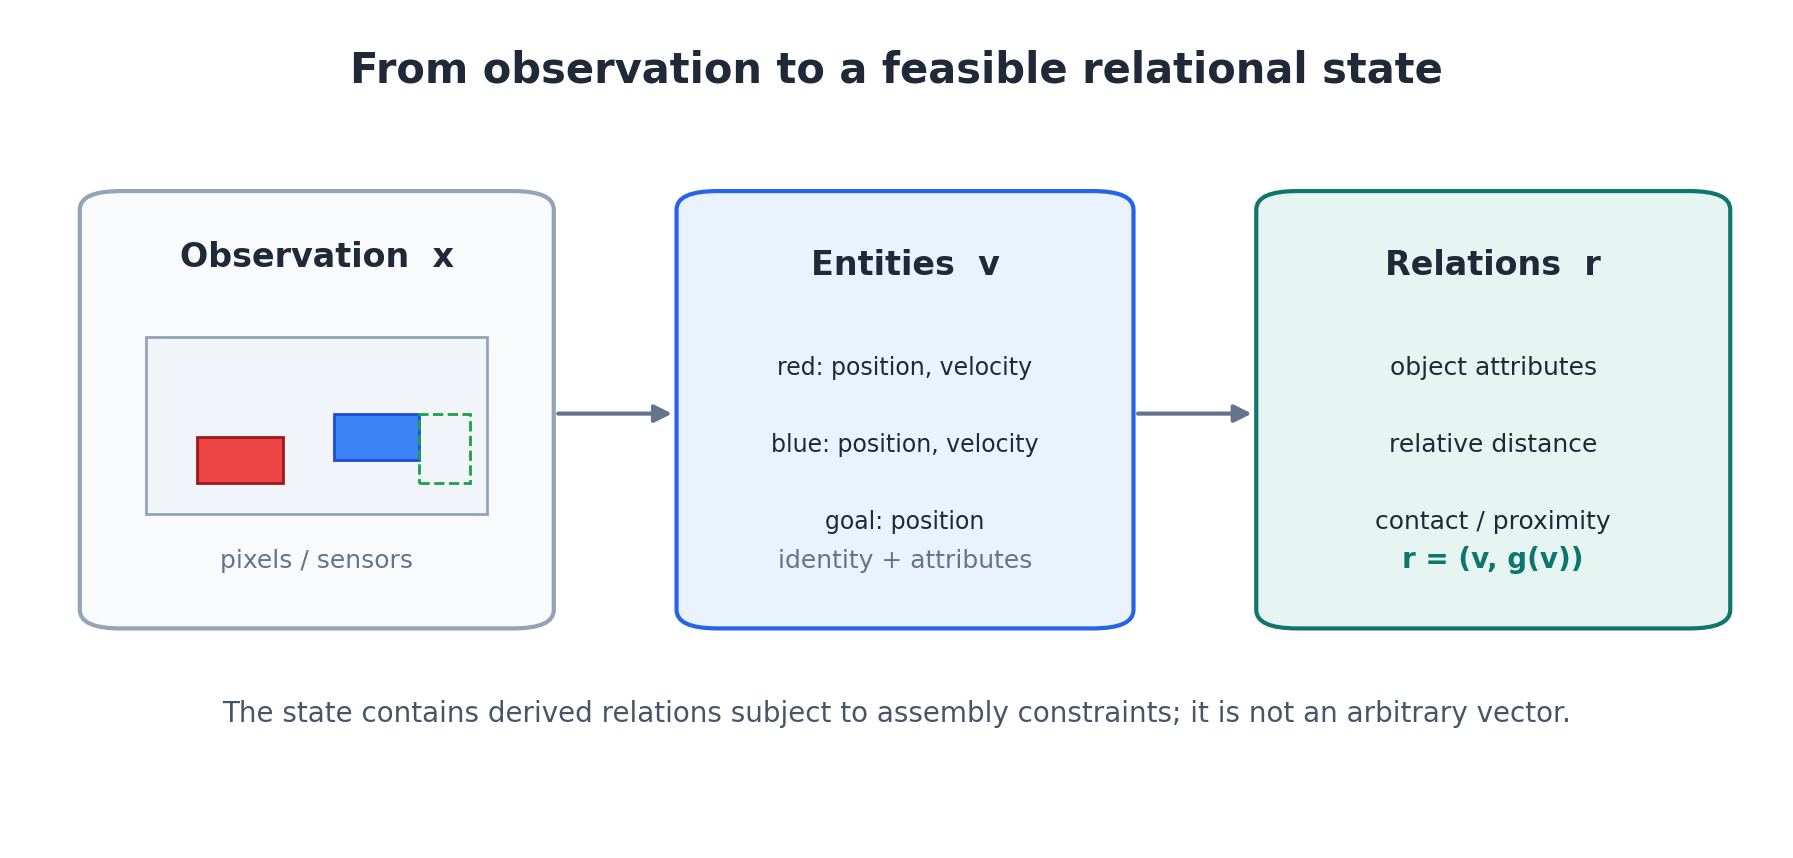 From observation to a feasible relational state
Observation  x
pixels / sensors
Entities  v
red: position, velocity
blue: position, velocity
goal: position
identity + attributes
Relations  r
object attributes
relative distance
contact / proximity
r = (v, g(v))
The state contains derived relations subject to assembly constraints; it is not an arbitrary vector.